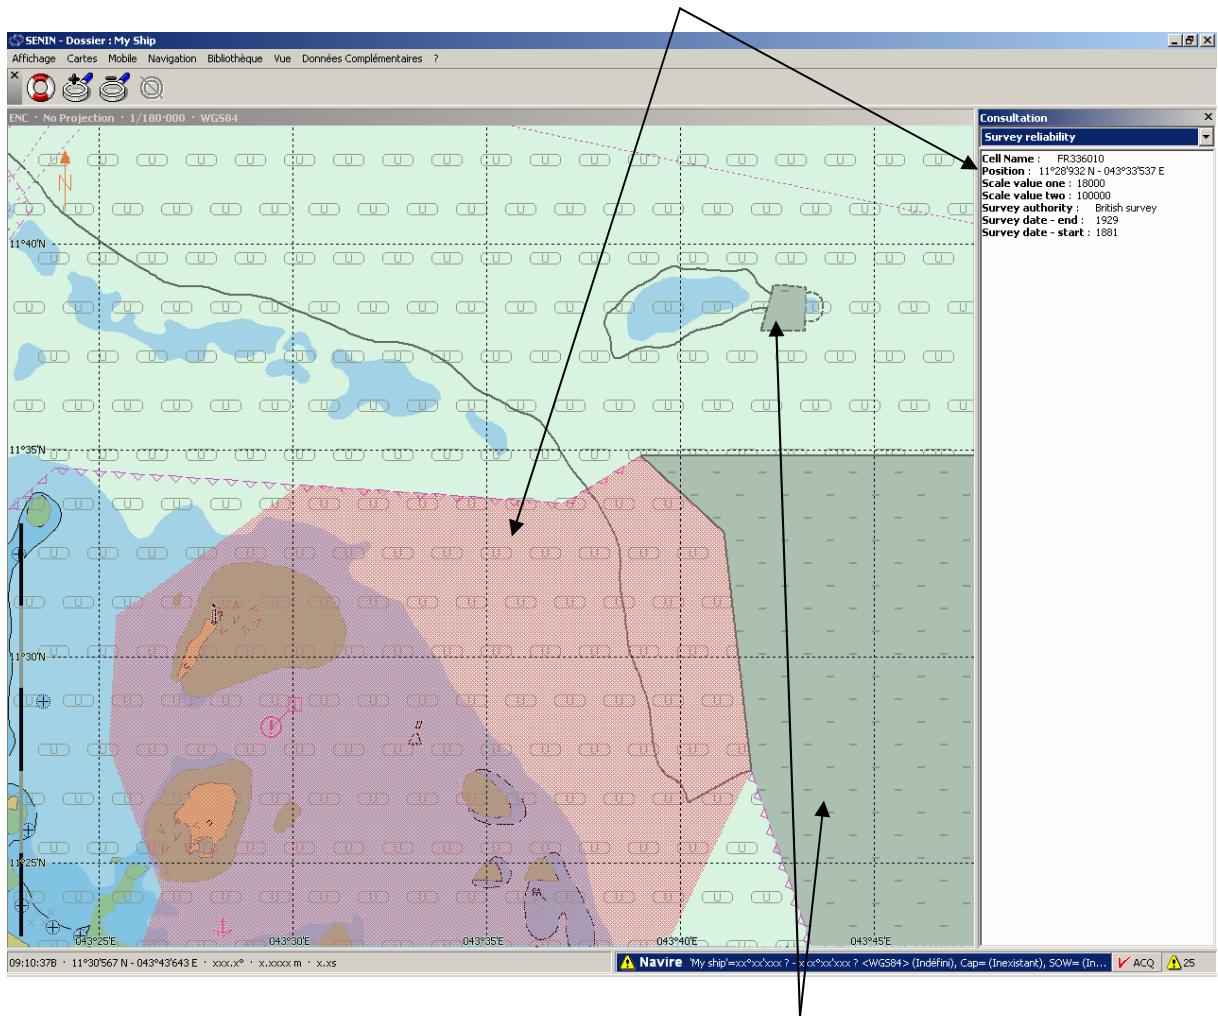 SENIN - Dossier : My Ship
Affichage Cartes Mobile Navigation Bibliothèque Vue Données Complémentaires ?
ENC · No Projection · 1/180·000 · WGS84
Consultation
Survey reliability
Cell Name : FR336010
Position : 11°28'932 N - 043°33'537 E
Scale value one : 18000
Scale value two : 100000
Survey authority : British survey
Survey date - end : 1929
Survey date - start : 1881
N
11°40'N
11°35'N
11°30'N
11°25'N
043°25'E 043°30'E 043°35'E 043°40'E 043°45'E
09:10:37B · 11°30'567 N - 043°43'643 E · xxx.x° · x.xxxx m · x.xs
Navire 'My ship'=xx°xx'xxx ? - xxx°xx'xxx ? <WGS84> (Indéfini), Cap= (Inexistant), SOW= (In... ACQ 25